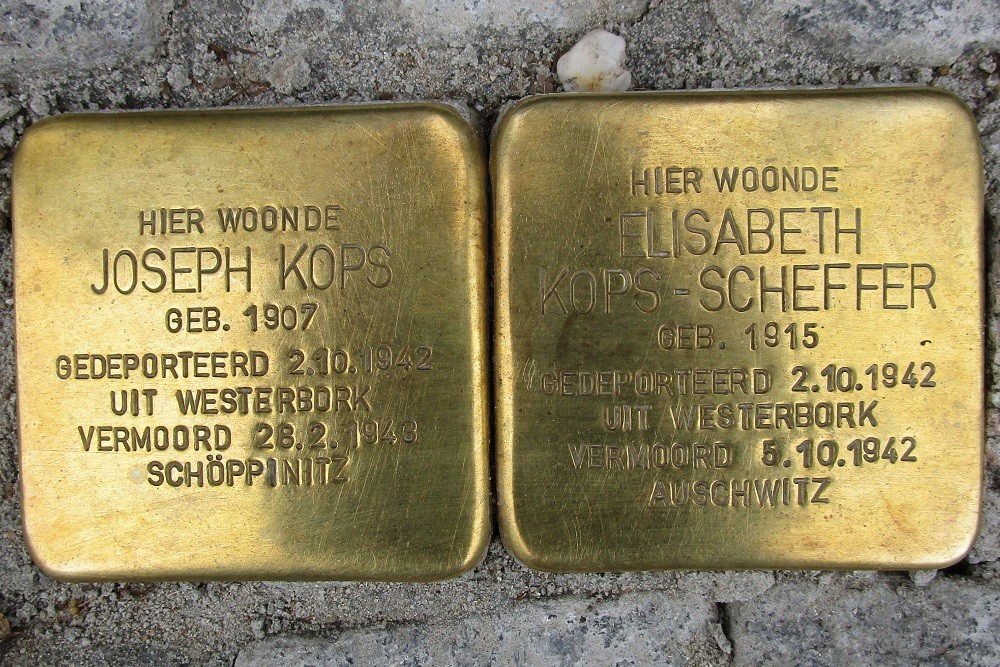 HIER WOONDE
JOSEPH KOPS
GEB. 1907
GEDEPORTEERD 2.10.1942
UIT WESTERBORK
VERMOORD 28.2.1943
SCHÖPPINITZ
HIER WOONDE
ELISABETH
KOPS-SCHEFFER
GEB. 1915
GEDEPORTEERD 2.10.1942
UIT WESTERBORK
VERMOORD 5.10.1942
AUSCHWITZ